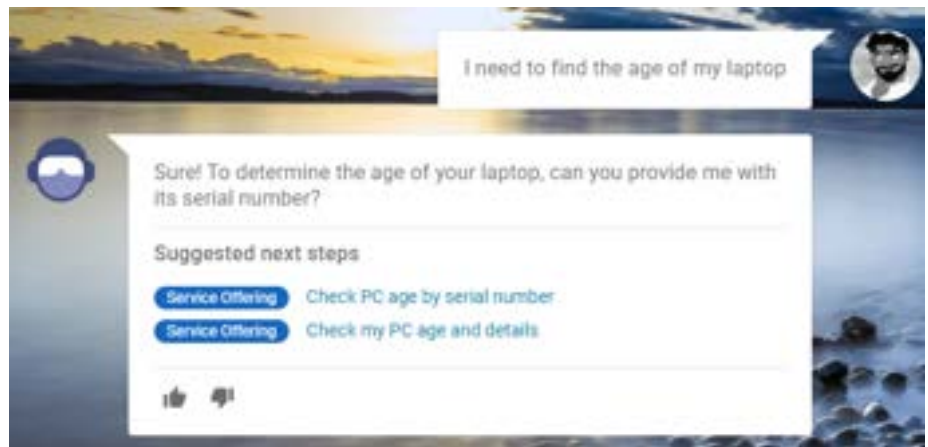 I need to find the age of my laptop
Sure! To determine the age of your laptop, can you provide me with
its serial number?
Suggested next steps
Service Offering Check PC age by serial number
Service Offering Check my PC age and details